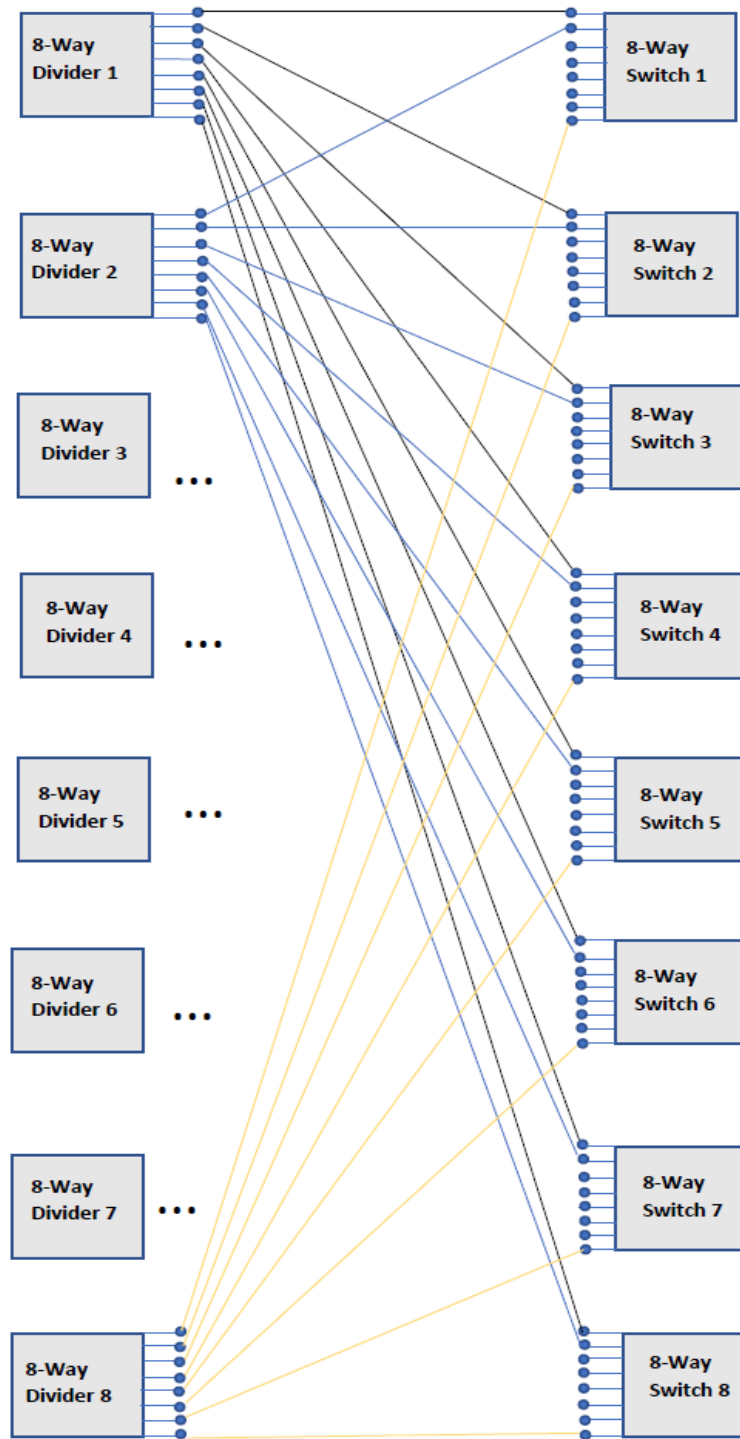 8-Way
Divider 1
8-Way
Switch 1
8-Way
Divider 2
8-Way
Switch 2
8-Way
Divider 3
...
8-Way
Switch 3
8-Way
Divider 4
...
8-Way
Switch 4
8-Way
Divider 5
...
8-Way
Switch 5
8-Way
Divider 6
...
8-Way
Switch 6
8-Way
Divider 7
...
8-Way
Switch 7
8-Way
Divider 8
8-Way
Switch 8